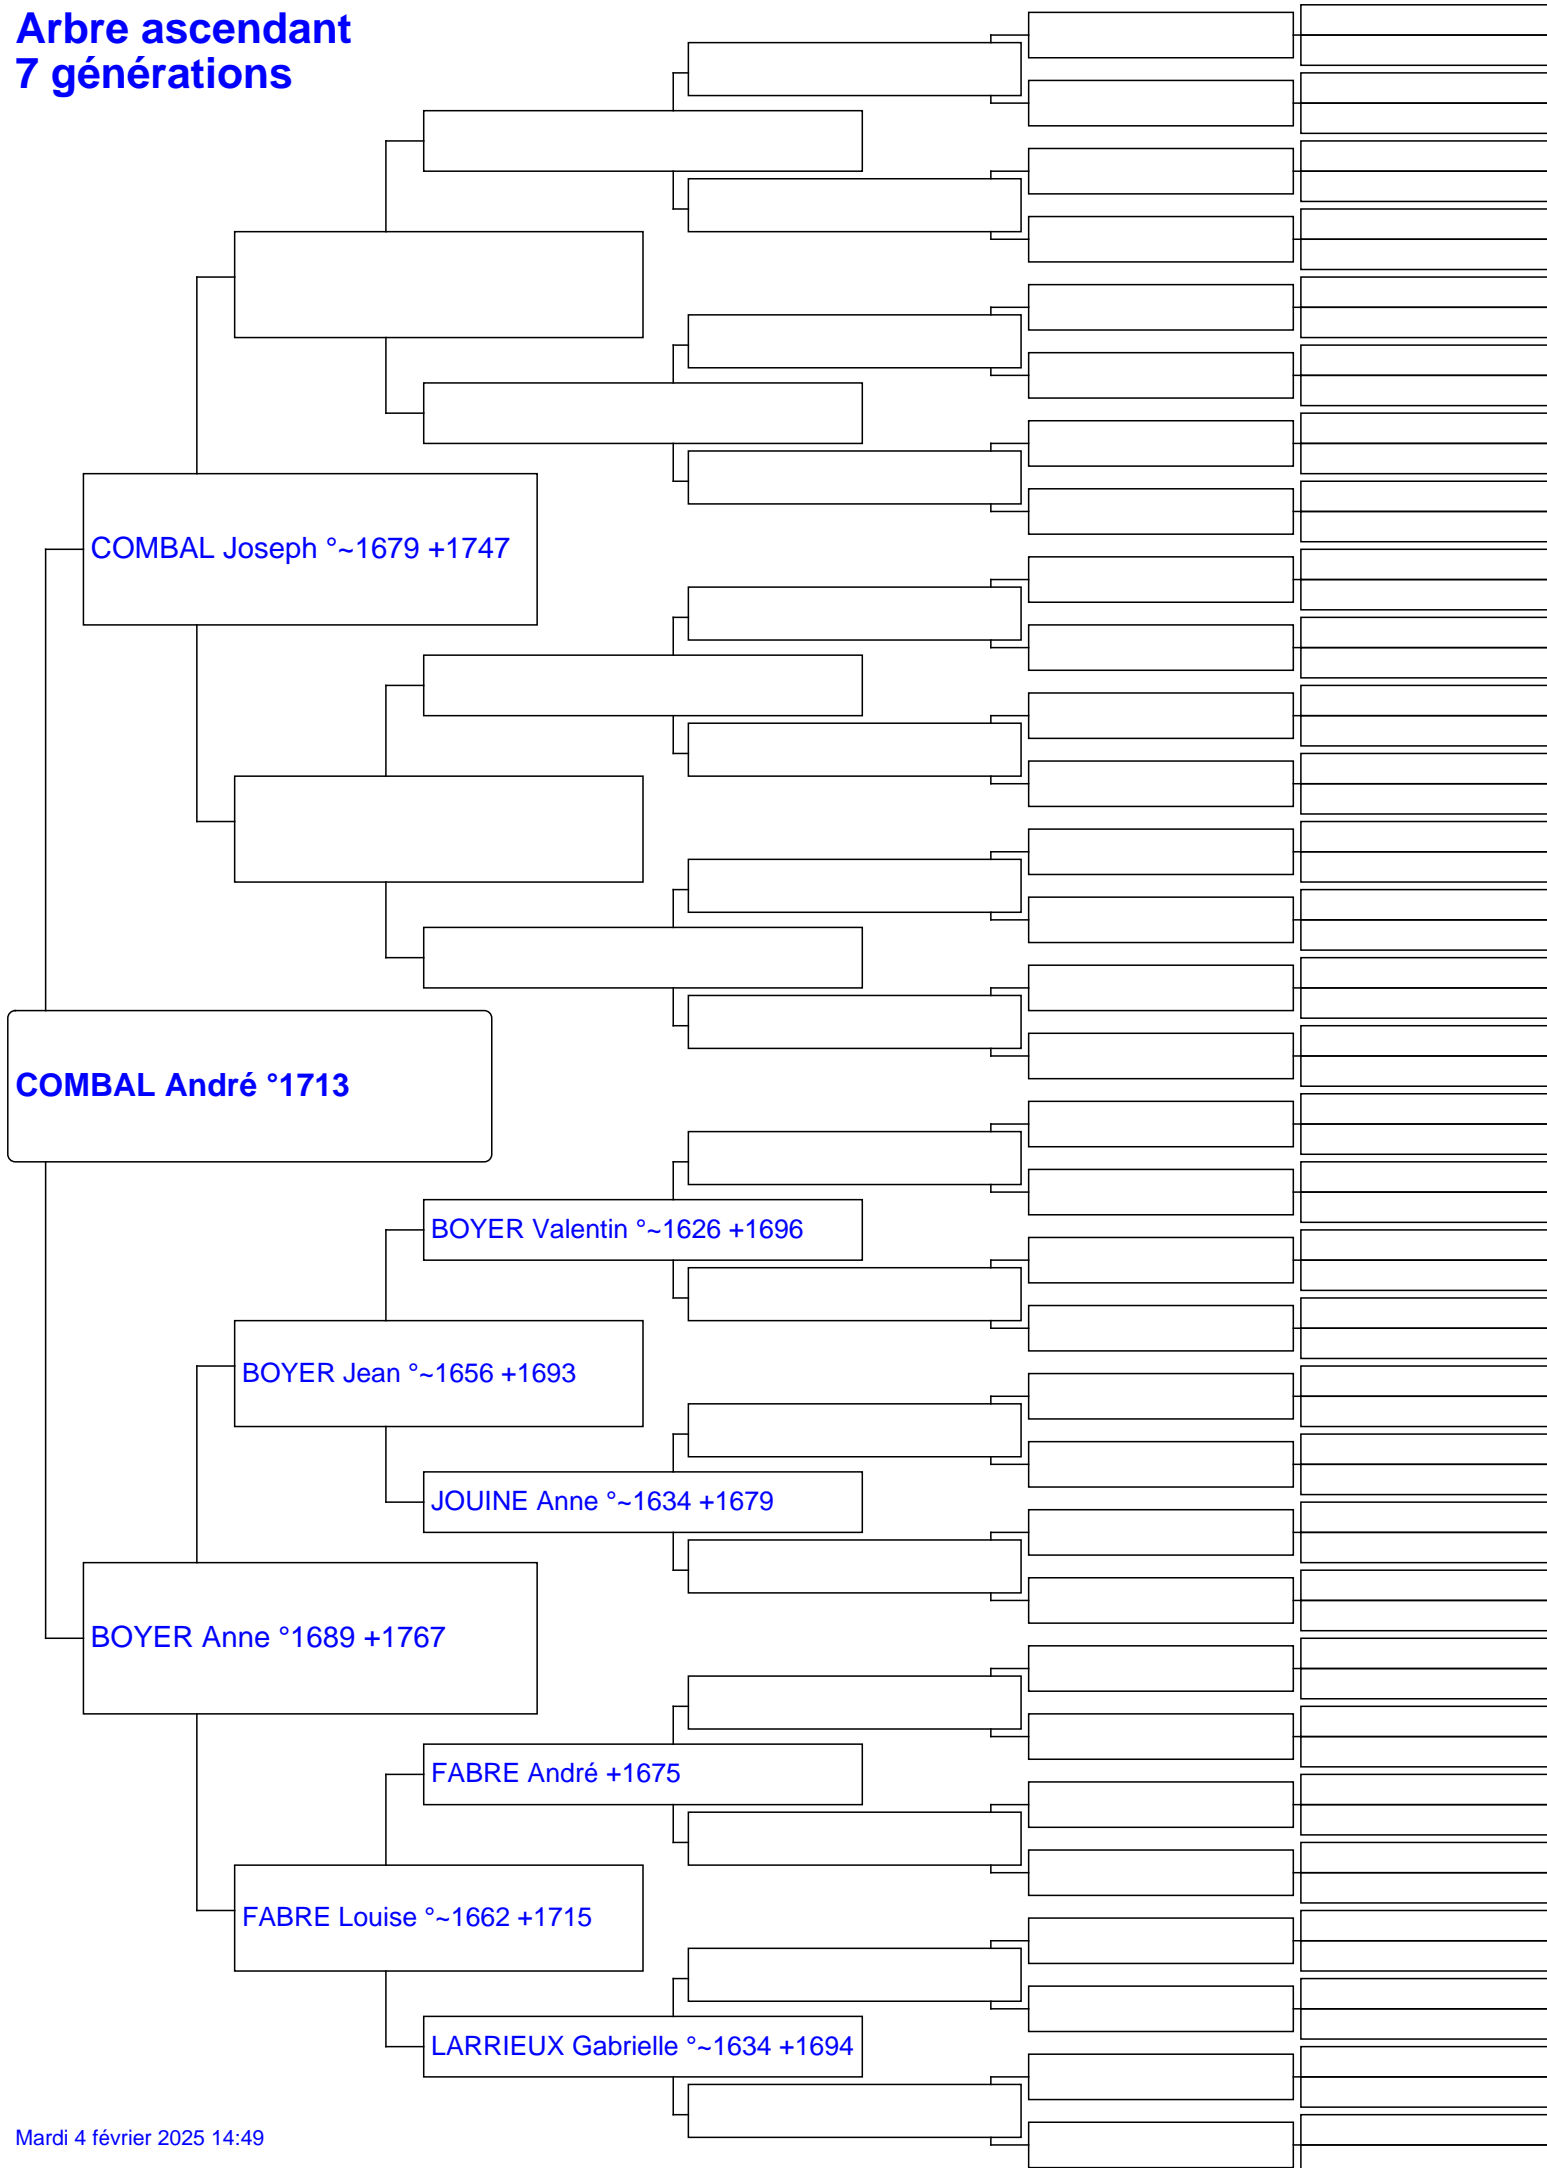 Arbre ascendant
7 générations
COMBAL Joseph °~1679 +1747
COMBAL André °1713
BOYER Valentin °~1626 +1696
BOYER Jean °~1656 +1693
JOUINE Anne °~1634 +1679
BOYER Anne °1689 +1767
FABRE André +1675
FABRE Louise °~1662 +1715
LARRIEUX Gabrielle °~1634 +1694
Mardi 4 février 2025 14:49